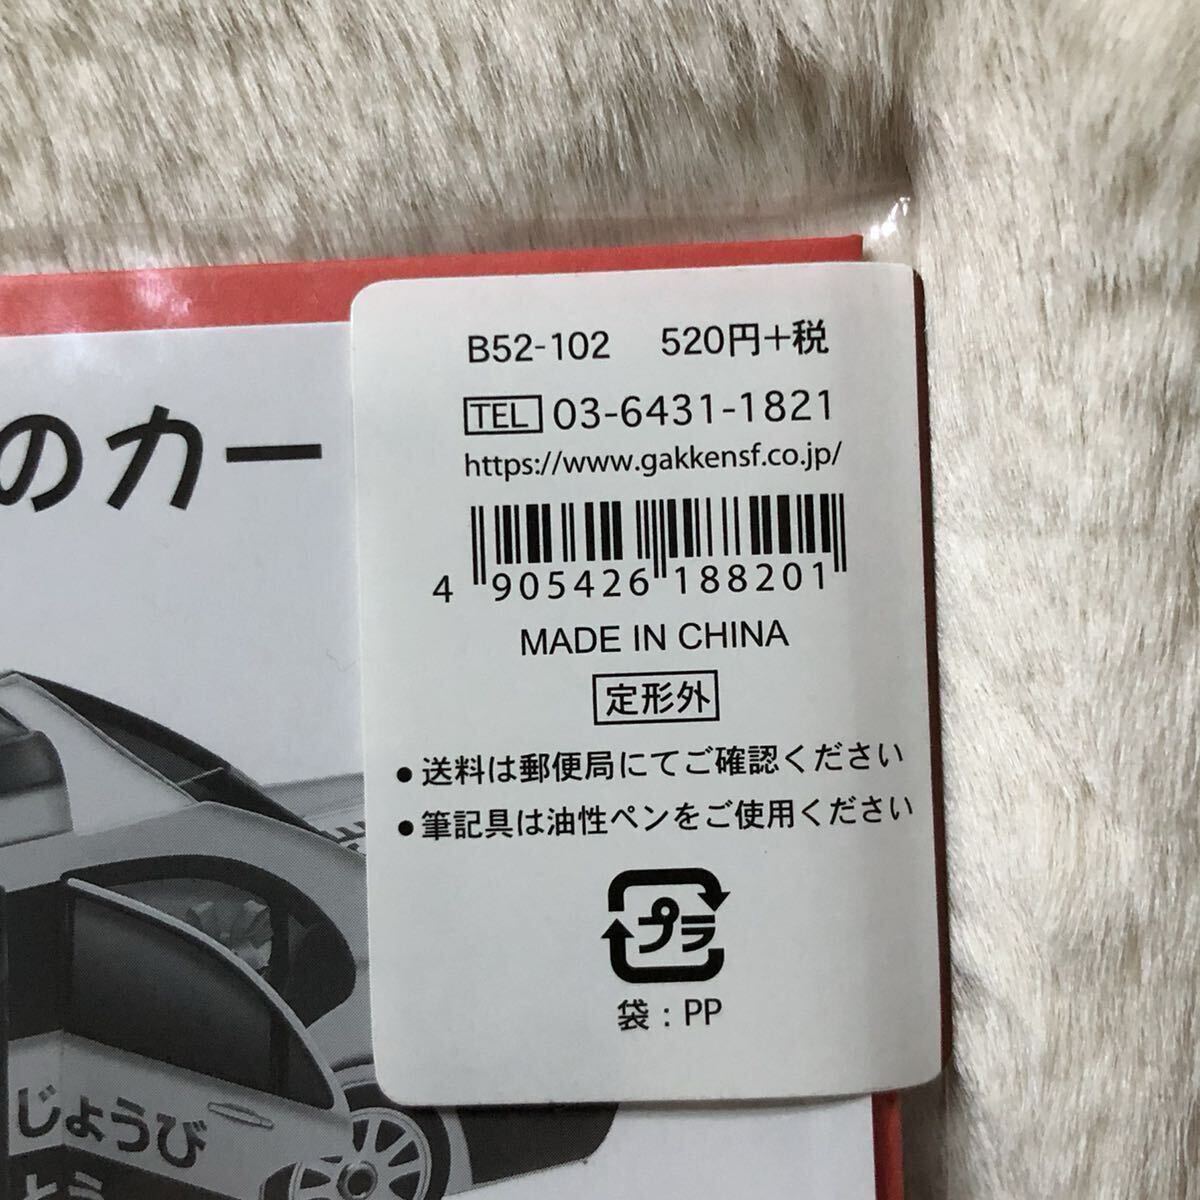 B52-102 520円+税
TEL 03-6431-1821
https://www.gakkensf.co.jp/
4 905426 188201
MADE IN CHINA
定形外
● 送料は郵便局にてご確認ください
● 筆記具は油性ペンをご使用ください
プラ
袋：PP
のカー
じょうび